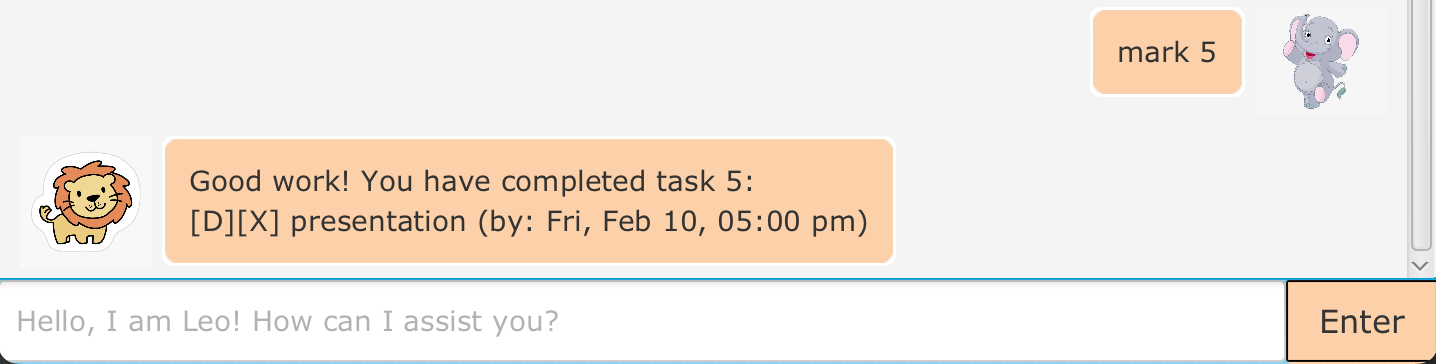 mark 5
Good work! You have completed task 5:
[D][X] presentation (by: Fri, Feb 10, 05:00 pm)
Hello, I am Leo! How can I assist you?
Enter